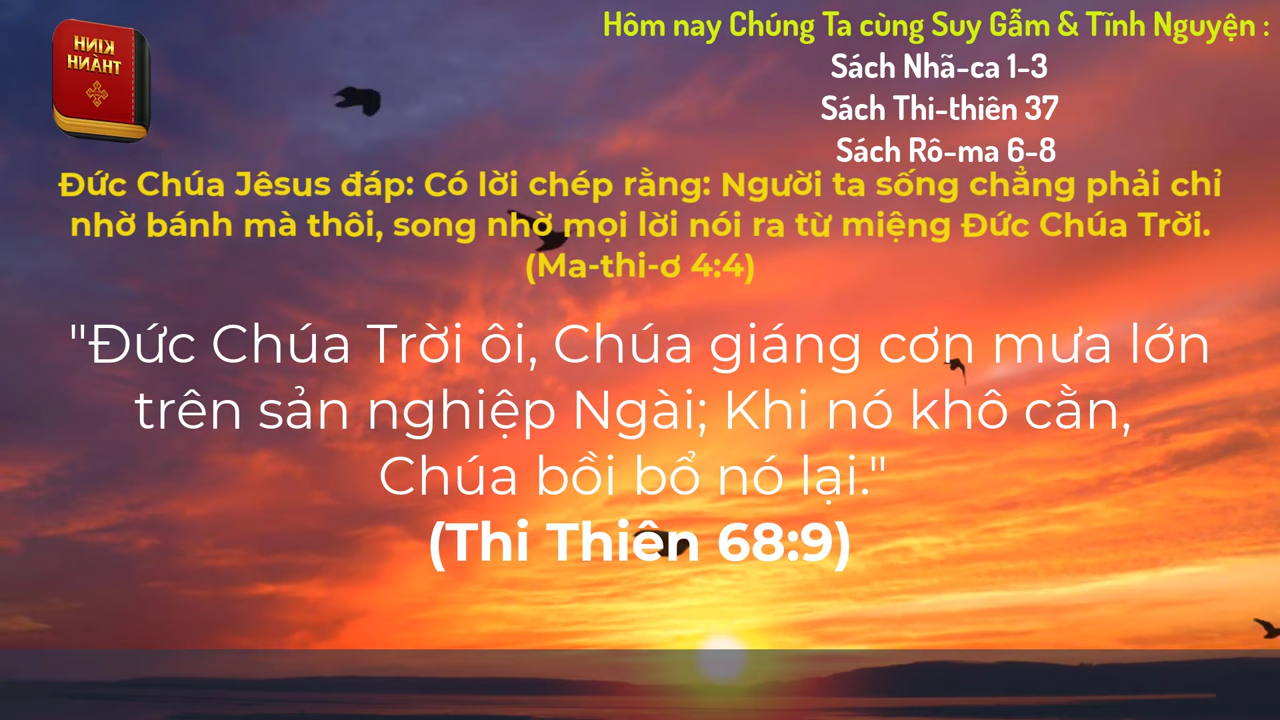 Hôm nay Chúng Ta cùng Suy Gẫm & Tĩnh Nguyện :
Sách Nhã-ca 1-3
Sách Thi-thiên 37
Sách Rô-ma 6-8
KINH
THÁNH
Đức Chúa Jêsus đáp: Có lời chép rằng: Người ta sống chẳng phải chỉ
nhờ bánh mà thôi, song nhờ mọi lời nói ra từ miệng Đức Chúa Trời.
(Ma-thi-ơ 4:4)
"Đức Chúa Trời ôi, Chúa giáng cơn mưa lớn
trên sản nghiệp Ngài; Khi nó khô cằn,
Chúa bồi bổ nó lại."
(Thi Thiên 68:9)